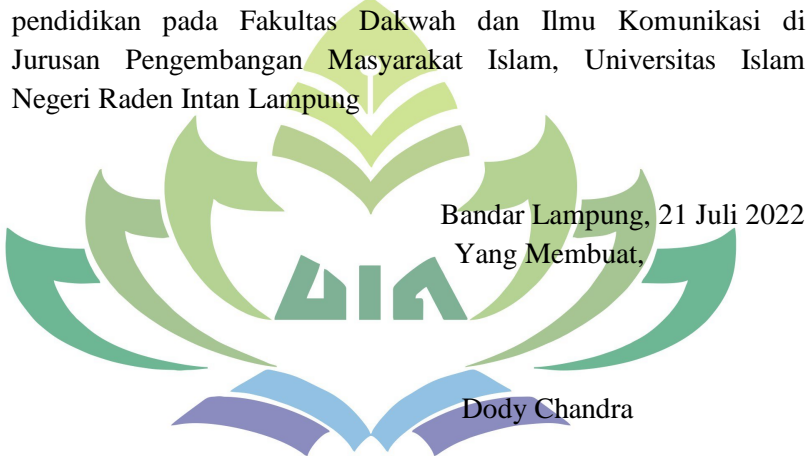 pendidikan pada Fakultas Dakwah dan Ilmu Komunikasi di
Jurusan Pengembangan Masyarakat Islam, Universitas Islam
Negeri Raden Intan Lampung
Bandar Lampung, 21 Juli 2022
Yang Membuat,
UIN
Dody Chandra